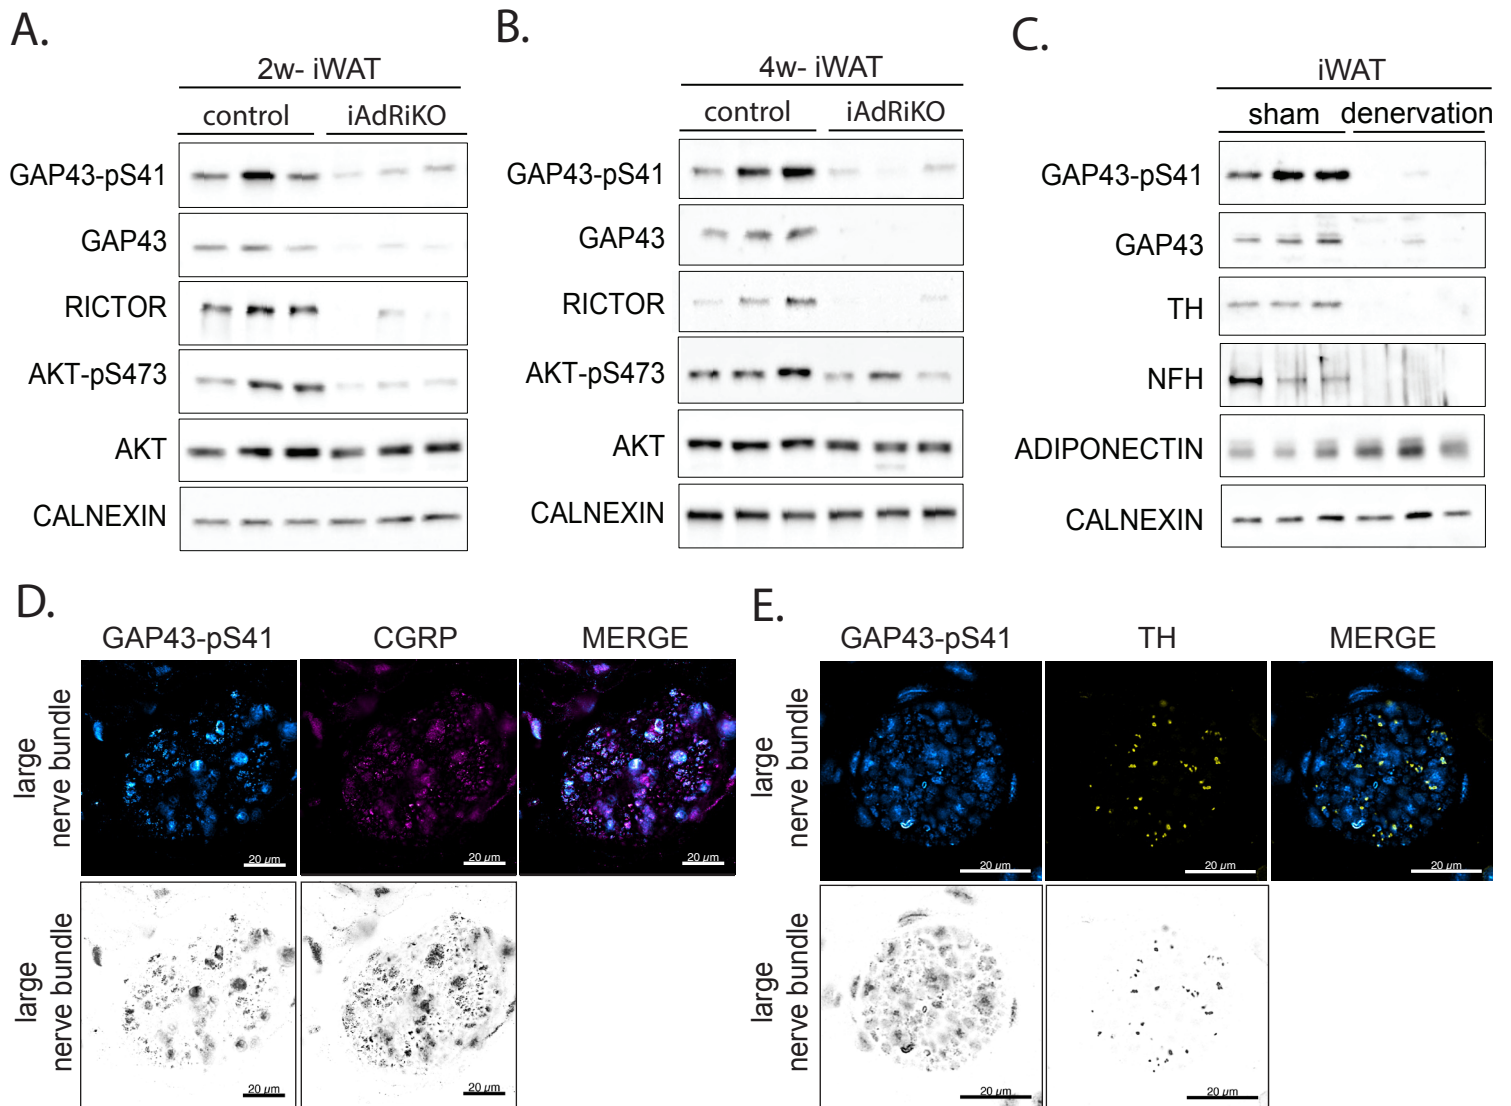 A.
2w- iWAT
control iAdRiKO
GAP43-pS41
GAP43
RICTOR
AKT-pS473
AKT
CALNEXIN
B.
4w- iWAT
control iAdRiKO
GAP43-pS41
GAP43
RICTOR
AKT-pS473
AKT
CALNEXIN
C.
iWAT
sham denervation
GAP43-pS41
GAP43
TH
NFH
ADIPONECTIN
CALNEXIN
D.
GAP43-pS41 CGRP MERGE
large
nerve bundle
20 µm 20 µm 20 µm
large
nerve bundle
20 µm 20 µm
E.
GAP43-pS41 TH MERGE
large
nerve bundle
20 µm 20 µm 20 µm
large
nerve bundle
20 µm 20 µm